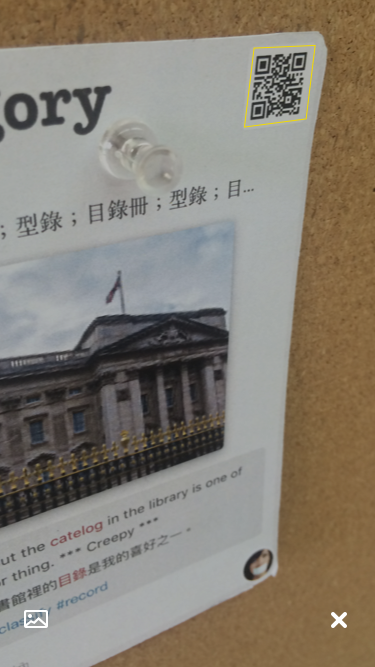 gory
；型錄；目錄冊；型錄；目...
ut the catelog in the library is one of
r thing. *** Creepy ***
書館裡的目錄是我的喜好之一。
#record